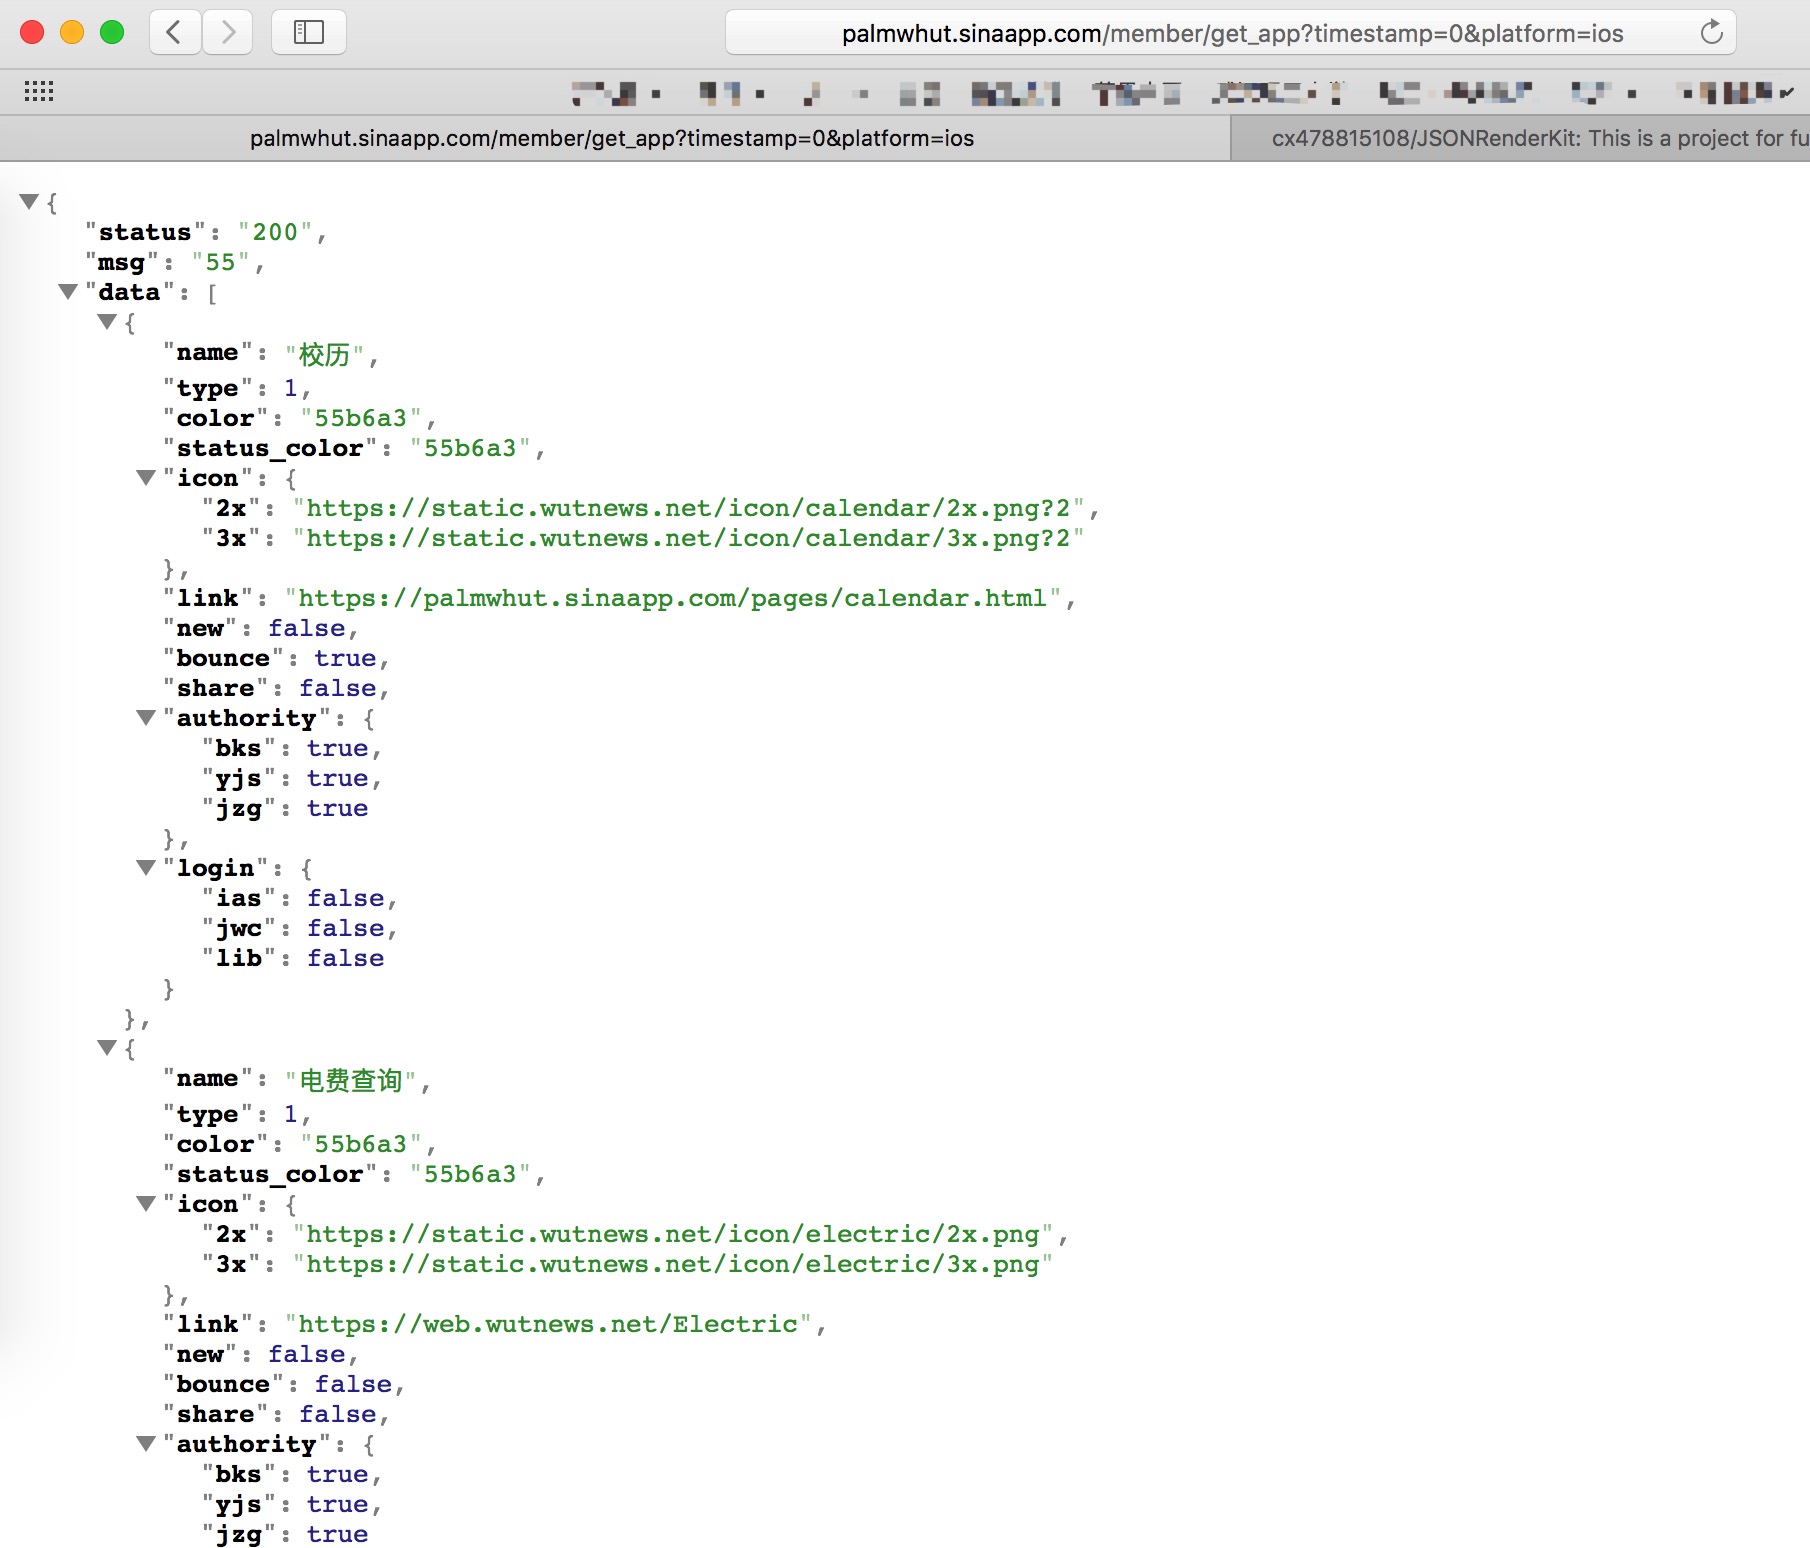 palmwhut.sinaapp.com/member/get_app?timestamp=0&platform=ios
palmwhut.sinaapp.com/member/get_app?timestamp=0&platform=ios
cx478815108/JSONRenderKit: This is a project for fu
{
"status": "200",
"msg": "55",
"data": [
{
"name": "校历",
"type": 1,
"color": "55b6a3",
"status_color": "55b6a3",
"icon": {
"2x": "https://static.wutnews.net/icon/calendar/2x.png?2",
"3x": "https://static.wutnews.net/icon/calendar/3x.png?2"
},
"link": "https://palmwhut.sinaapp.com/pages/calendar.html",
"new": false,
"bounce": true,
"share": false,
"authority": {
"bks": true,
"yjs": true,
"jzg": true
},
"login": {
"ias": false,
"jwc": false,
"lib": false
}
},
{
"name": "电费查询",
"type": 1,
"color": "55b6a3",
"status_color": "55b6a3",
"icon": {
"2x": "https://static.wutnews.net/icon/electric/2x.png",
"3x": "https://static.wutnews.net/icon/electric/3x.png"
},
"link": "https://web.wutnews.net/Electric",
"new": false,
"bounce": false,
"share": false,
"authority": {
"bks": true,
"yjs": true,
"jzg": true